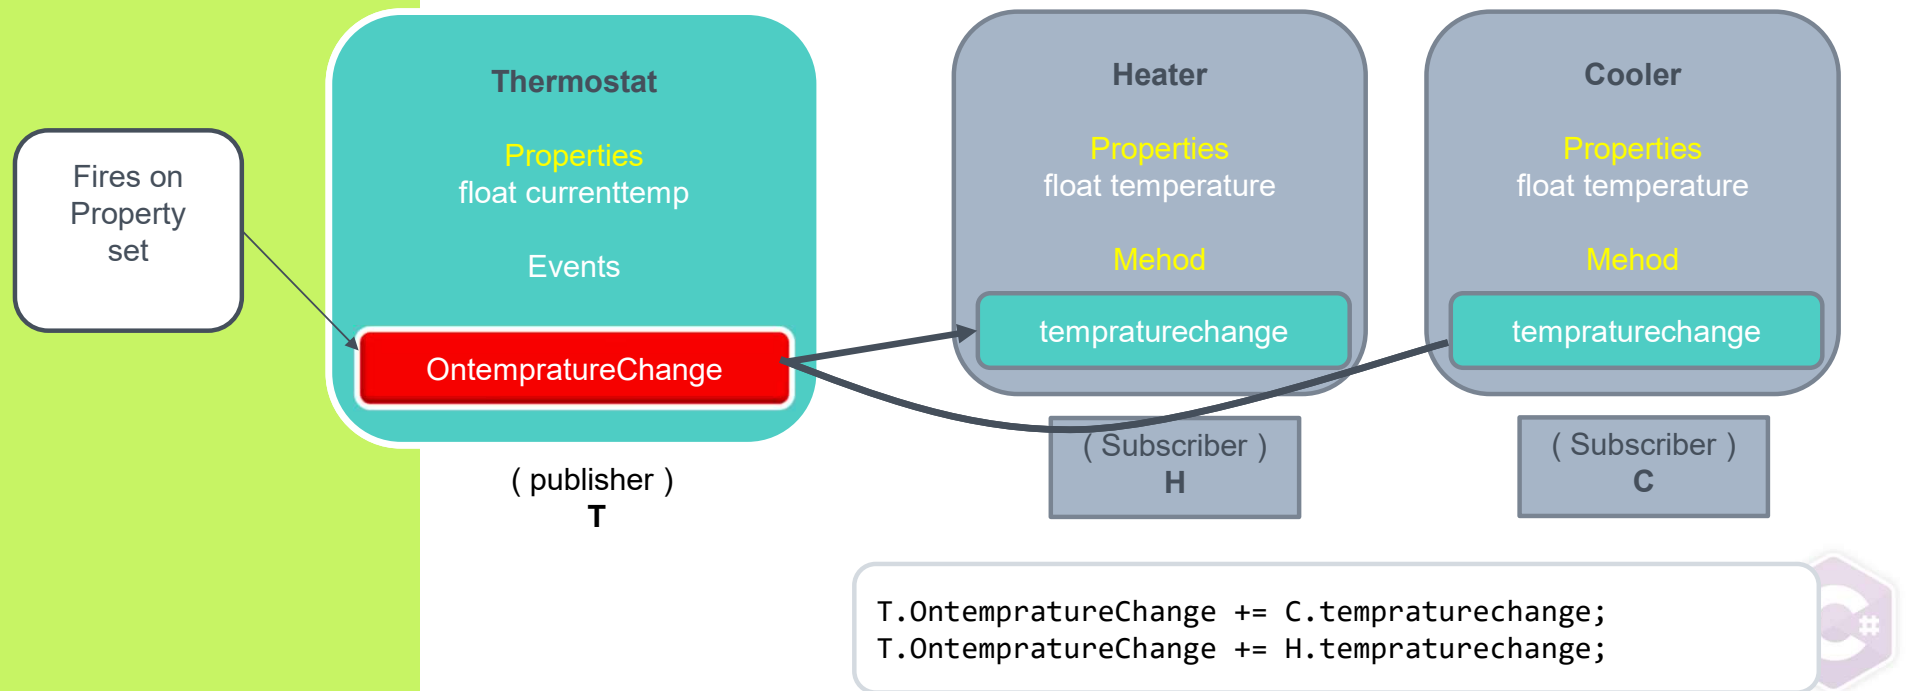 Fires on
Property
set
Thermostat
Properties
float currenttemp
Events
OntempratureChange
( publisher )
T
Heater
Properties
float temperature
Mehod
tempraturechange
( Subscriber )
H
Cooler
Properties
float temperature
Mehod
tempraturechange
( Subscriber )
C
T.OntempratureChange += C.tempraturechange;
T.OntempratureChange += H.tempraturechange;
C#